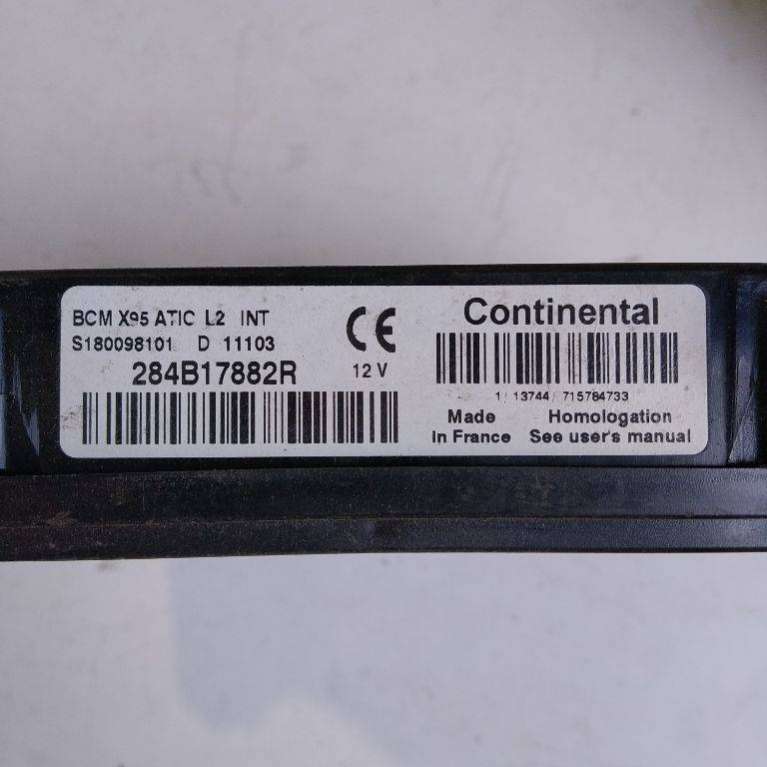 BCM X95 ATIC L2 INT
S180098101 D 11103
284B17882R
CE
12 V
Continental
1 13744 715784733
Made
In France
Homologation
See user's manual